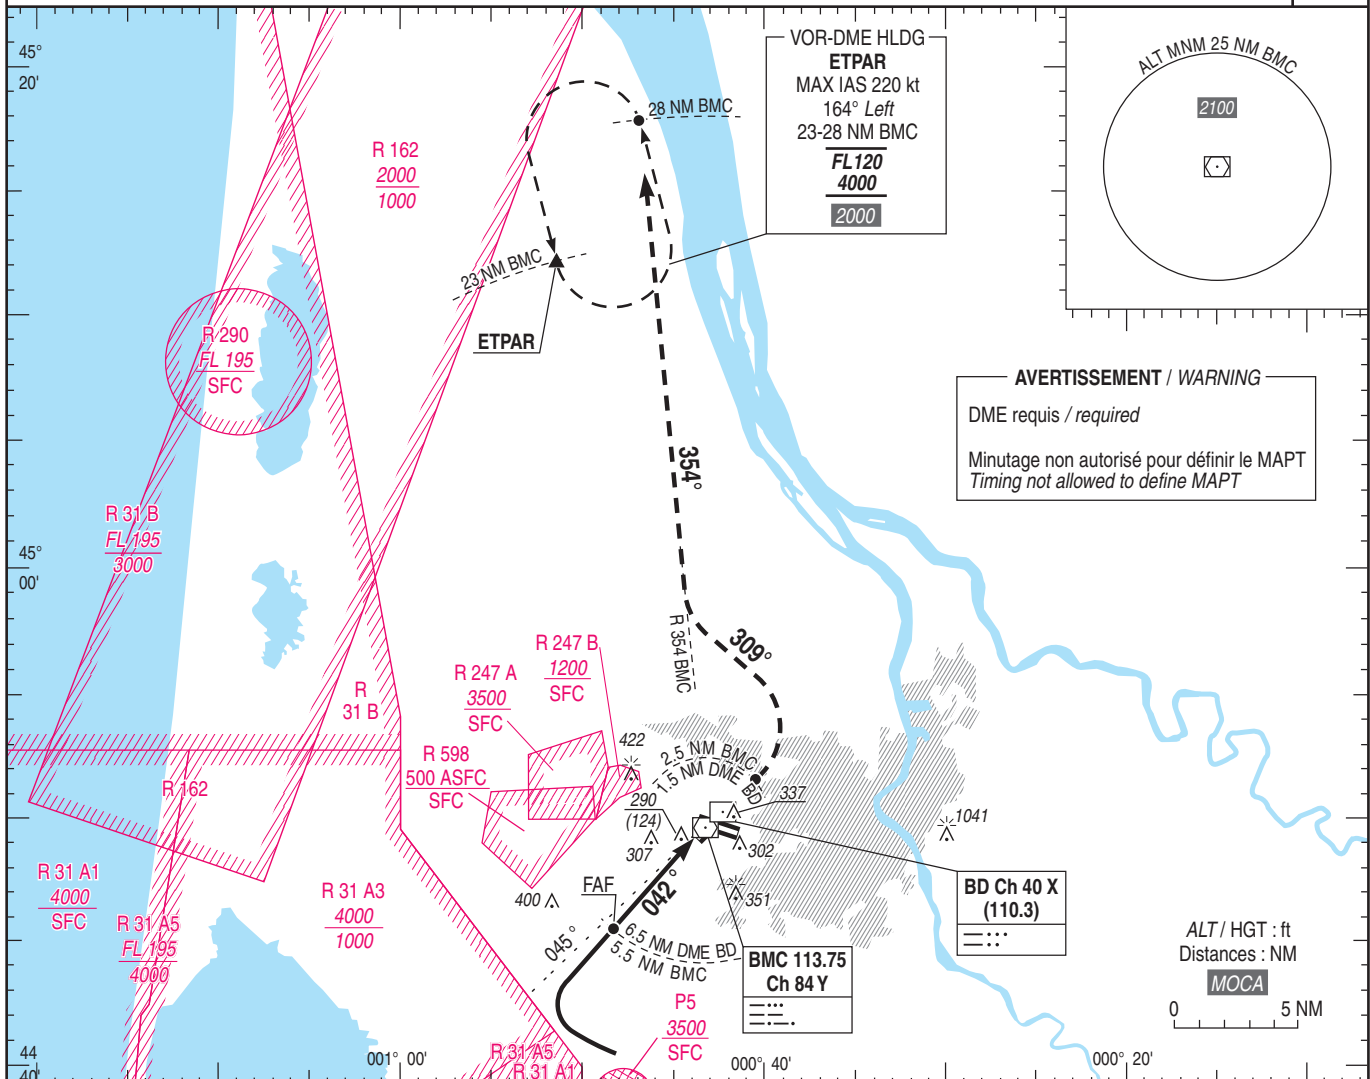 45°
20'
R 162
2000
1000
28 NM BMC
VOR-DME HLDG
ETPAR
MAX IAS 220 kt
164° Left
23-28 NM BMC
FL120
4000
2000
ALT MNM 25 NM BMC
2100
23 NM BMC
ETPAR
R 290
FL 195
SFC
AVERTISSEMENT / WARNING
DME requis / required
Minutage non autorisé pour définir le MAPT
Timing not allowed to define MAPT
354°
R 31 B
FL 195
3000
45°
00'
R 354 BMC
309°
R 247 B
1200
SFC
R 247 A
3500
SFC
R
31 B
R 598
500 ASFC
SFC
422
2.5 NM BMC
1.5 NM DME BD
R 162
290
(124)
307
337
302
1041
351
400
FAF
042°
045°
6.5 NM DME BD
5.5 NM BMC
R 31 A1
4000
SFC
R 31 A3
4000
1000
R 31 A5
FL 195
4000
BD Ch 40 X
(110.3)
BMC 113.75
Ch 84 Y
ALT / HGT : ft
Distances : NM
MOCA
0 5 NM
P5
3500
SFC
R 31 A5
R 31 A1
44
40'
001° 00'
000° 40'
000° 20'